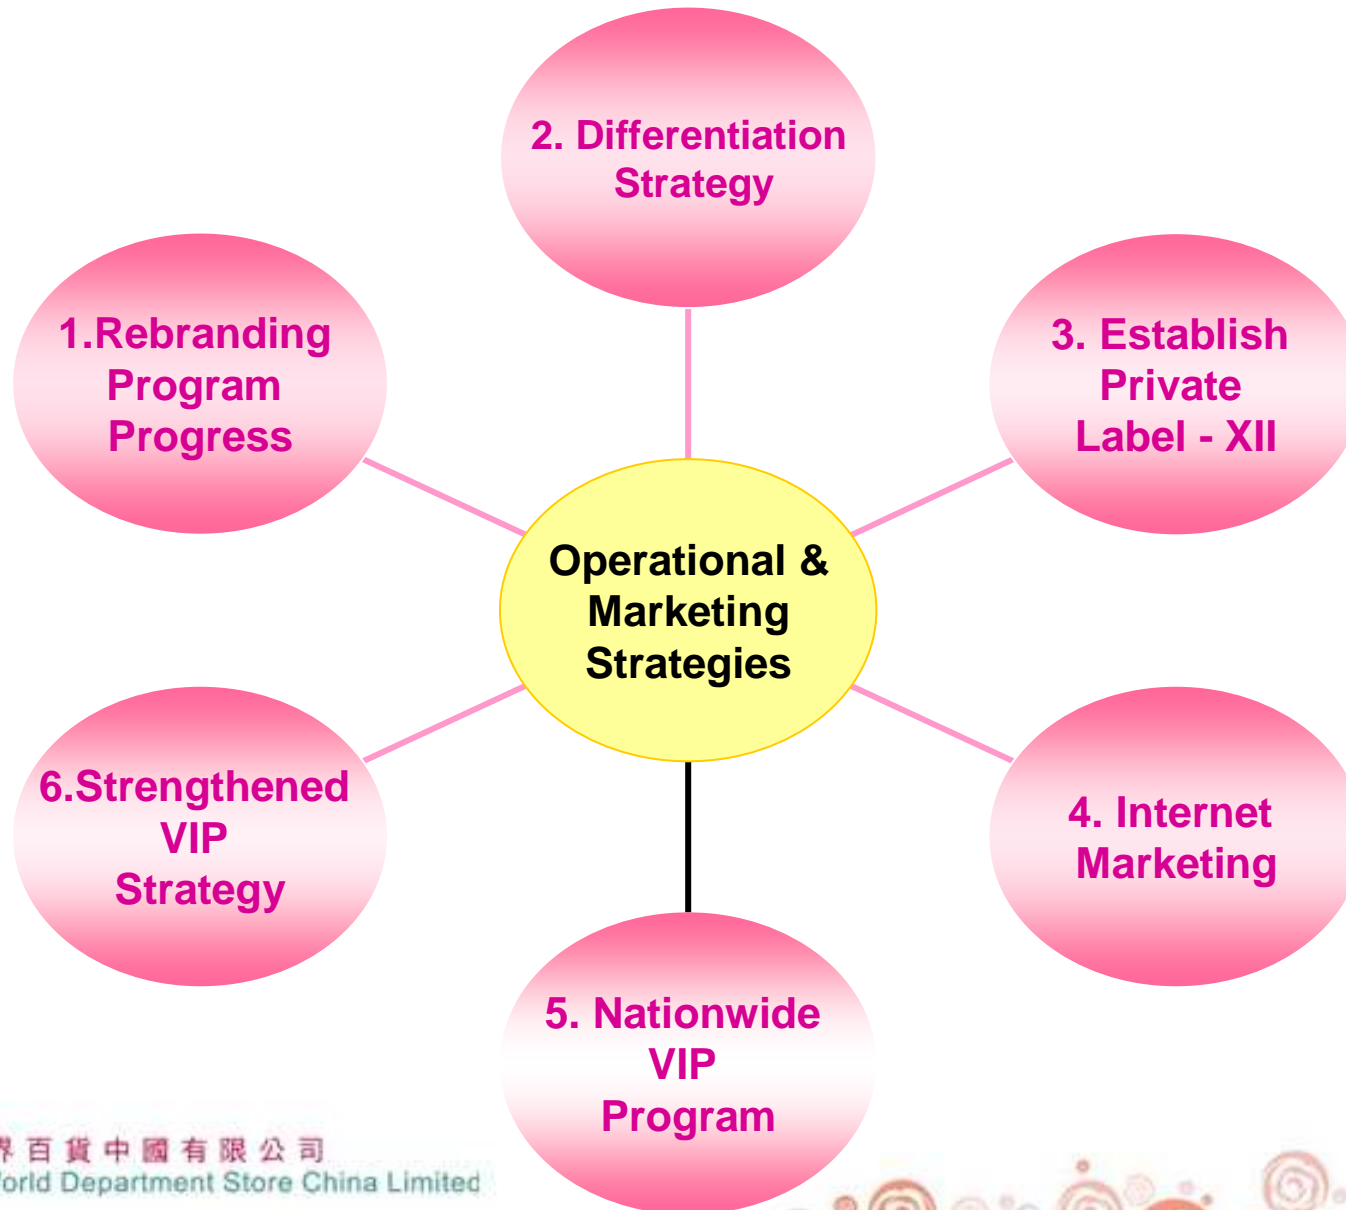 1.Rebranding
Program
Progress
2. Differentiation
Strategy
3. Establish
Private
Label - XII
4. Internet
Marketing
5. Nationwide
VIP
Program
6.Strengthened
VIP
Strategy
Operational &
Marketing
Strategies
界百貨中國有限公司
World Department Store China Limited